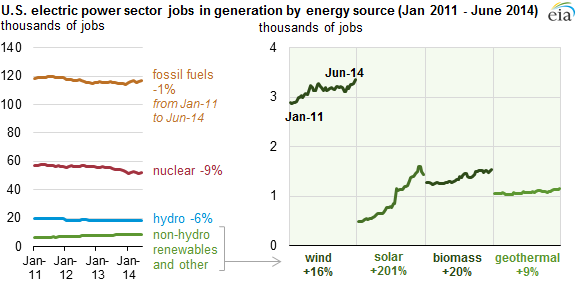 U.S. electric power sector jobs in generation by energy source (Jan 2011 - June 2014)
eia
thousands of jobs
140
120
100
80
60
40
20
0
Jan-11
Jan-12
Jan-13
Jan-14
fossil fuels
-1%
from Jan-11
to Jun-14
nuclear -9%
hydro -6%
non-hydro
renewables
and other
thousands of jobs
4
3
2
1
0
Jun-14
Jan-11
wind
+16%
solar
+201%
biomass
+20%
geothermal
+9%